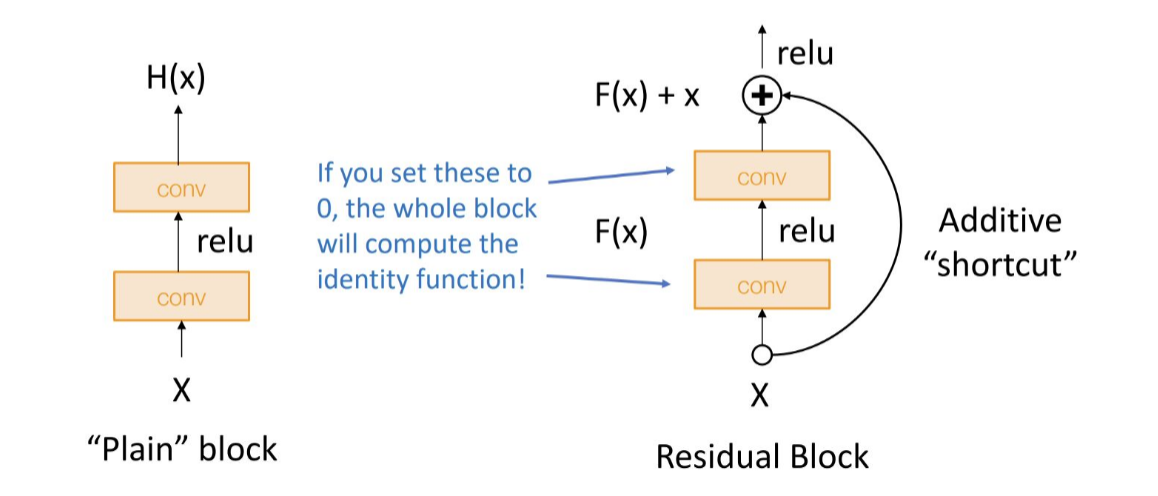 H(x)
conv
relu
conv
X
“Plain” block
If you set these to
0, the whole block
will compute the
identity function!
relu
F(x) + x
+
conv
F(x)
relu
conv
X
Residual Block
Additive
“shortcut”